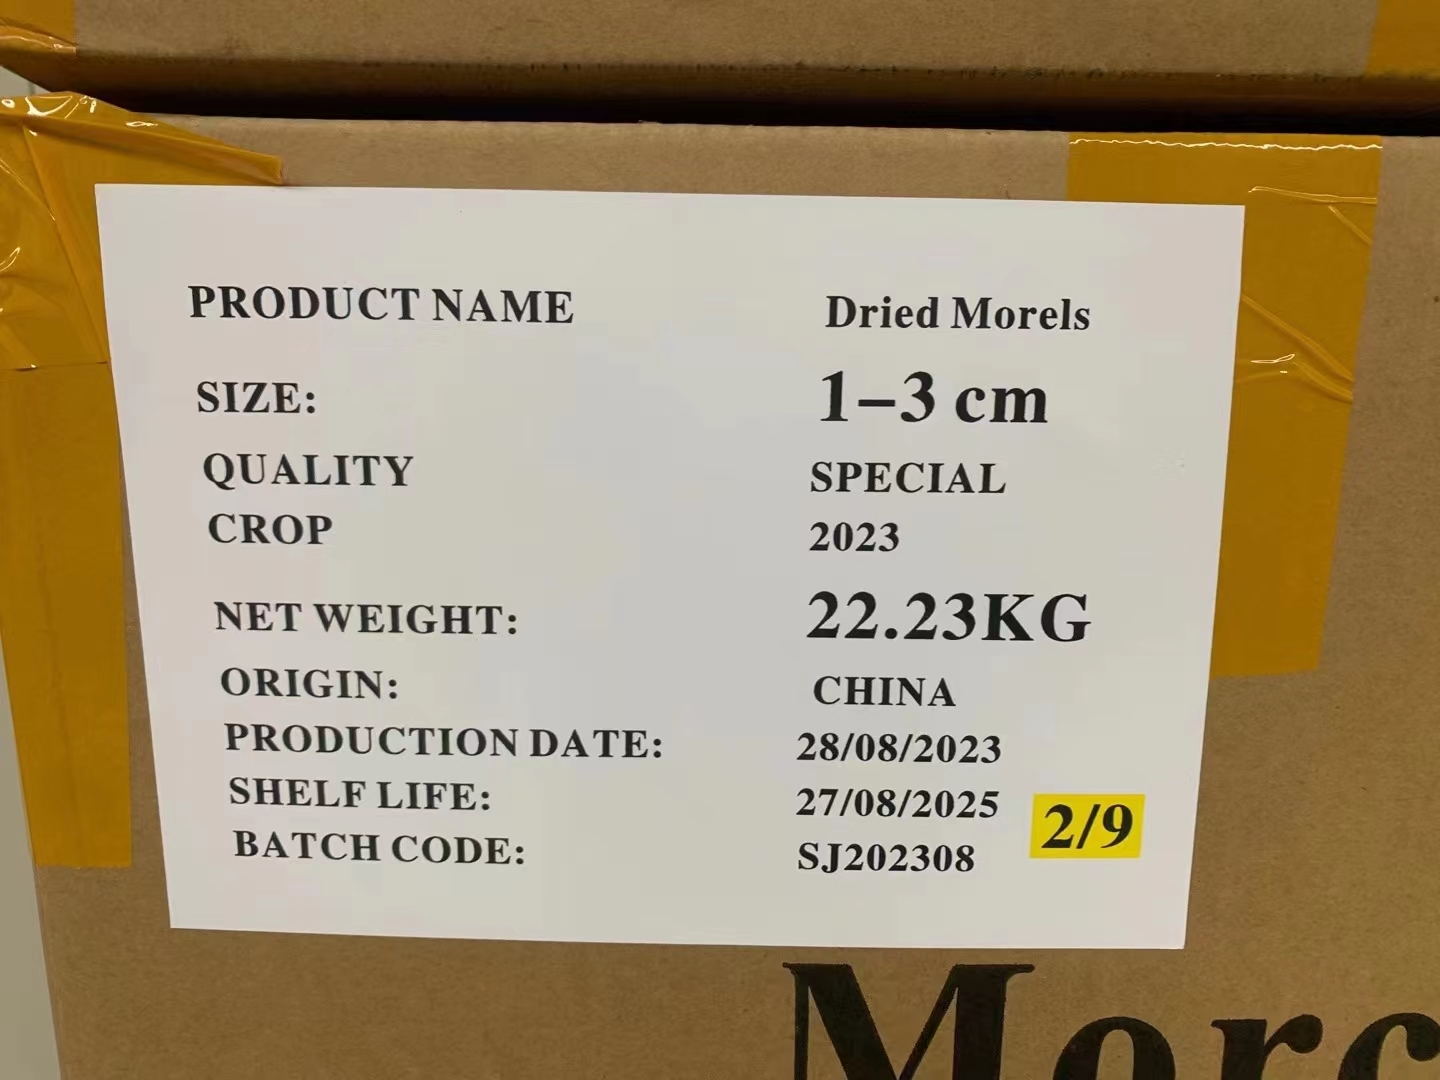 PRODUCT NAME Dried Morels
SIZE: 1-3 cm
QUALITY SPECIAL
CROP 2023
NET WEIGHT: 22.23KG
ORIGIN: CHINA
PRODUCTION DATE: 28/08/2023
SHELF LIFE: 27/08/2025
2/9
BATCH CODE: SJ202308